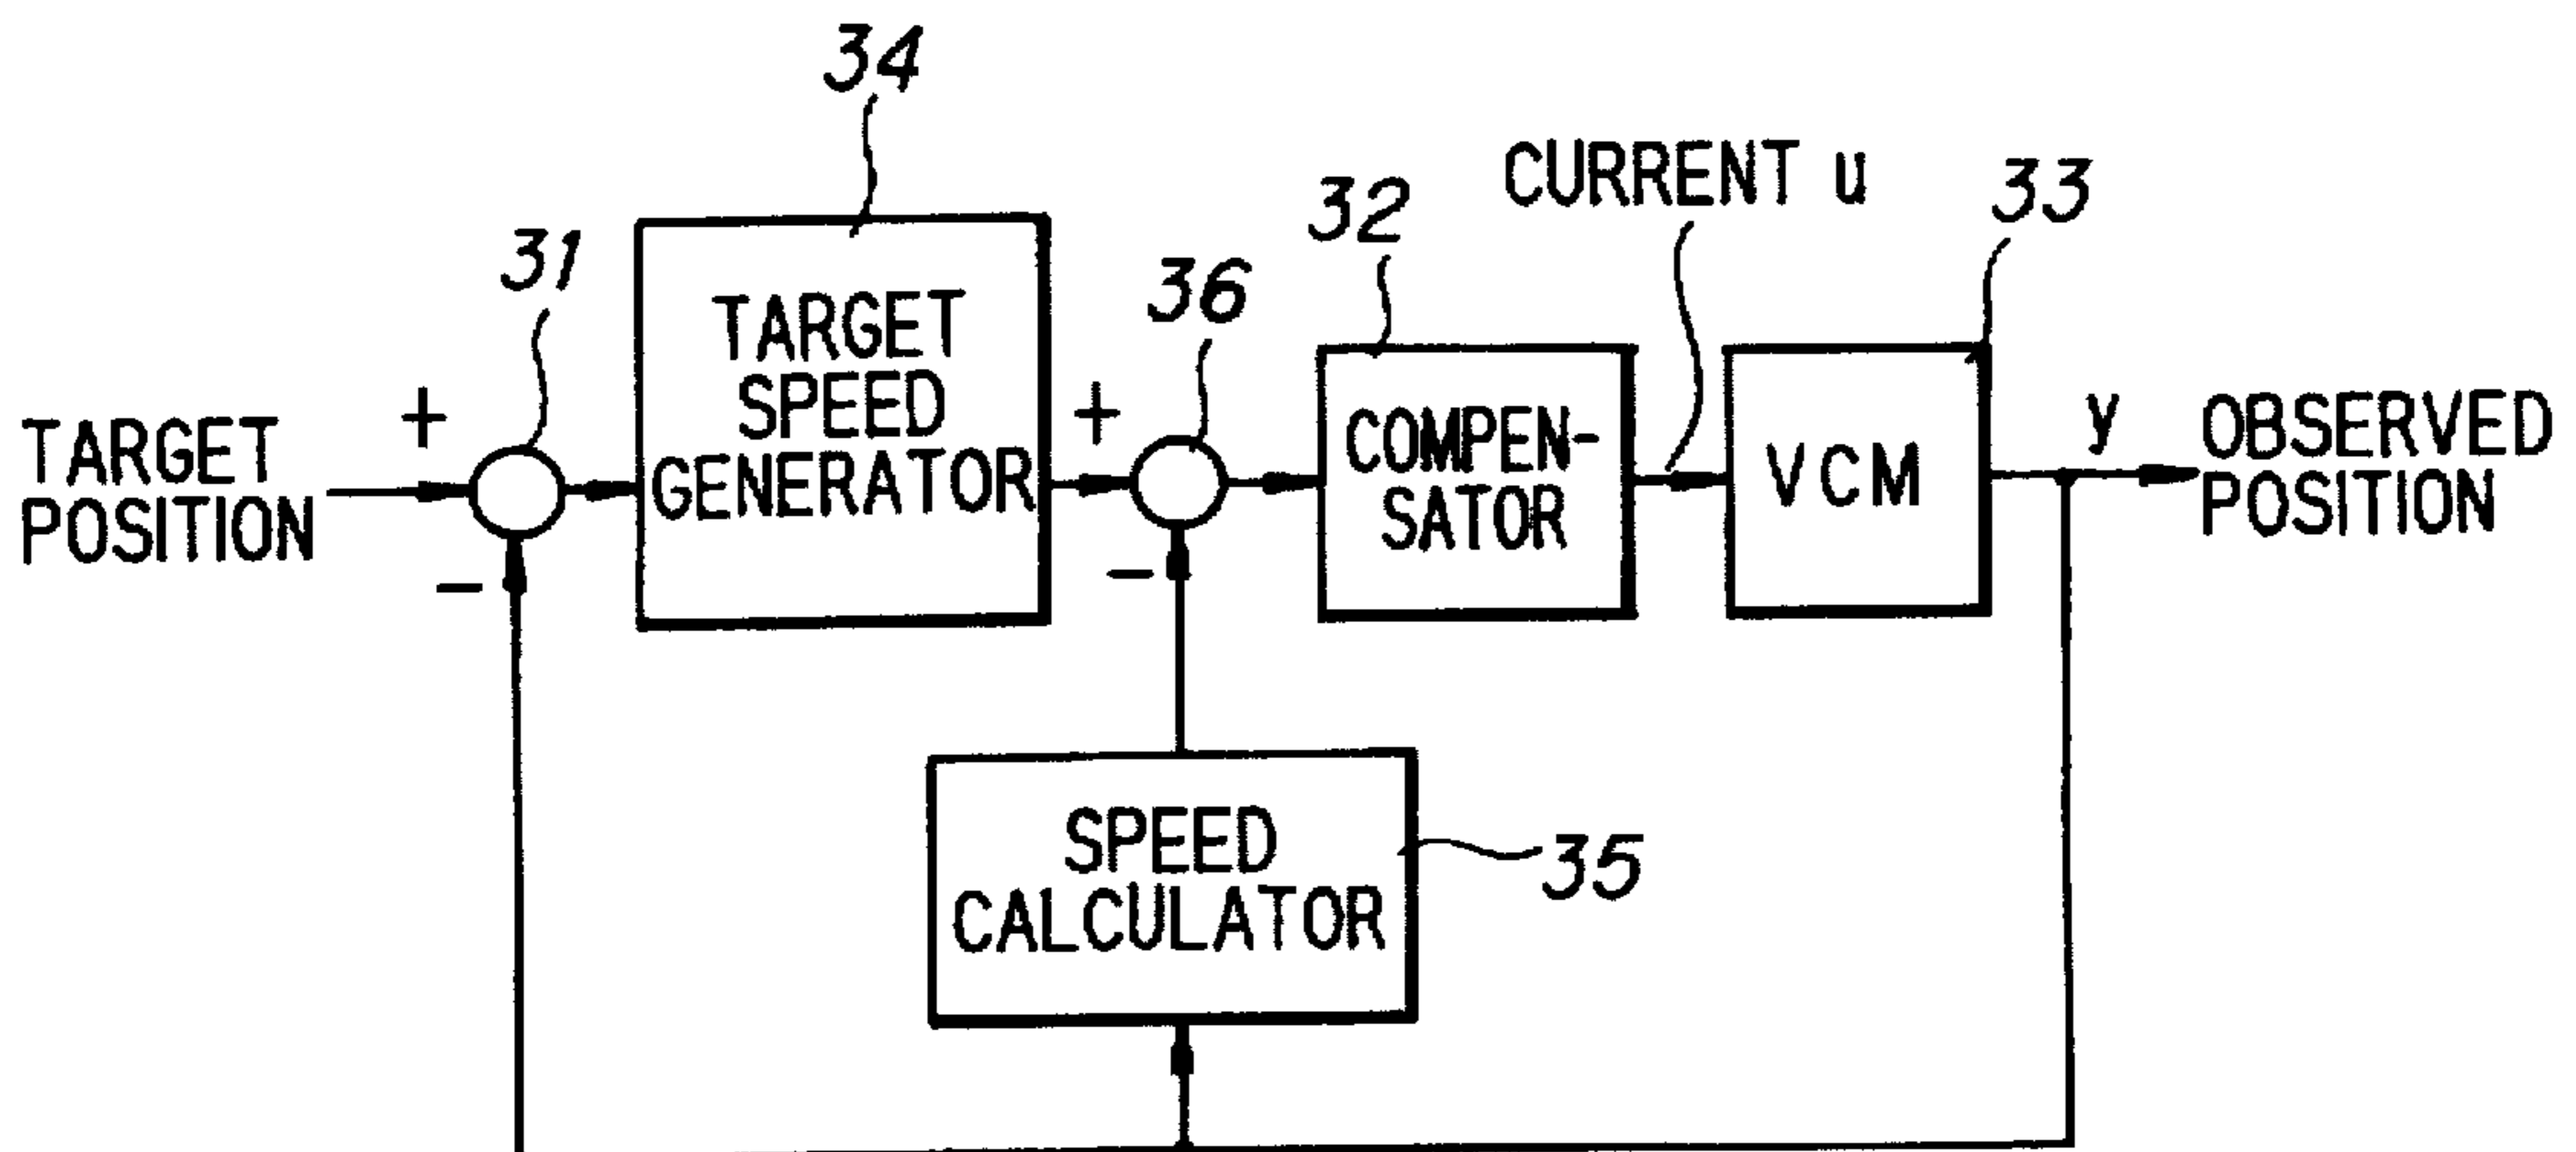 34
CURRENT u
32
33
31
36
TARGET
SPEED
GENERATOR
+
+
-
-
TARGET
POSITION
COMPEN-
SATOR
VCM
y
OBSERVED
POSITION
SPEED
CALCULATOR
35